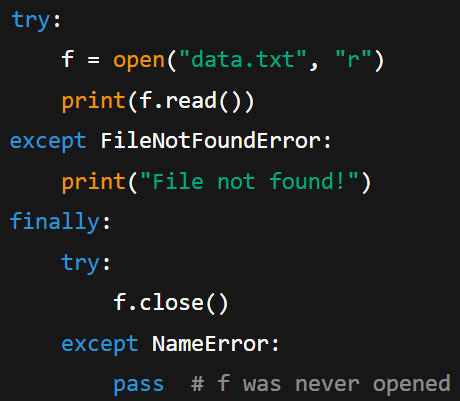 try:
    f = open("data.txt", "r")
    print(f.read())
except FileNotFoundError:
    print("File not found!")
finally:
    try:
        f.close()
    except NameError:
        pass  # f was never opened